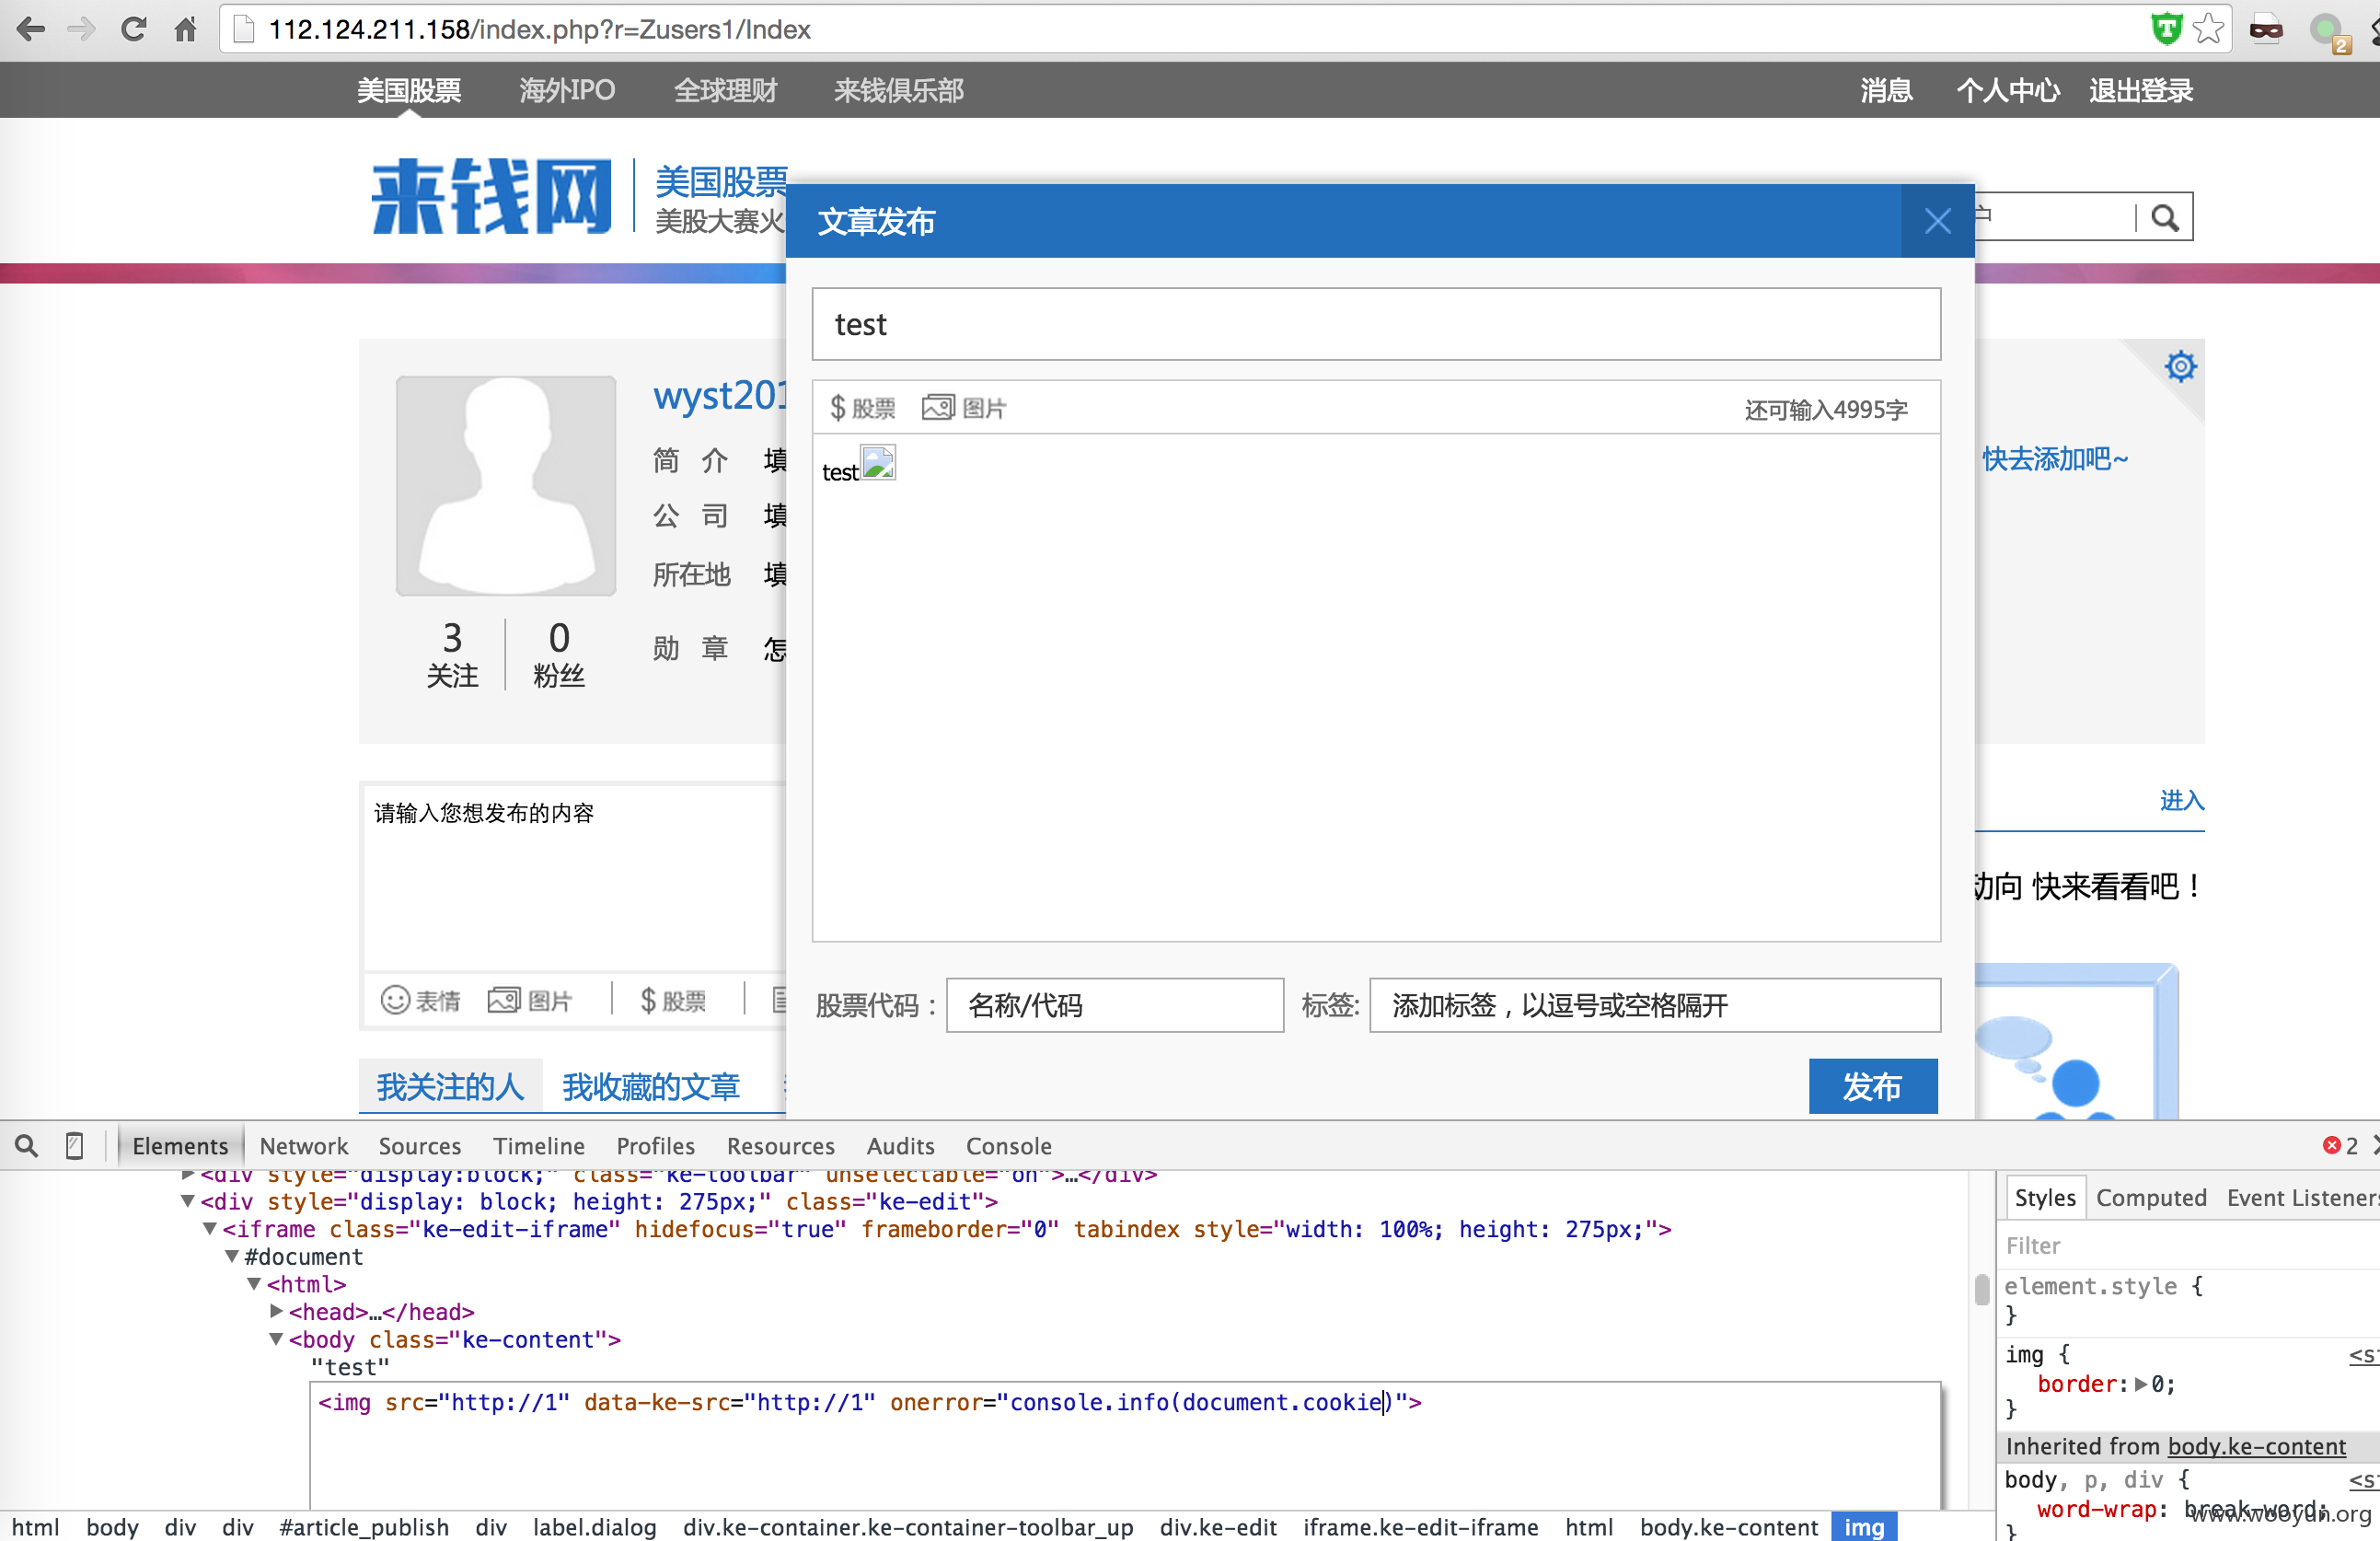 112.124.211.158/index.php?r=Zusers1/Index
2
美国股票 海外IPO 全球理财 来钱俱乐部 消息 个人中心 退出登录
来钱网 美国股票
美股大赛火
文章发布
test
$ 股票 图片 还可输入4995字
test
wyst201
简 介 填
公 司 填
所在地 填
勋 章 怎
3 0
关注 粉丝
快去添加吧~
进入
动向 快来看看吧！
请输入您想发布的内容
表情 图片 $ 股票
股票代码： 名称/代码 标签: 添加标签，以逗号或空格隔开
发布
我关注的人 我收藏的文章
Elements Network Sources Timeline Profiles Resources Audits Console 2
<div style="display:block;" class="ke-toolbar" unselectable="on">…</div>
<div style="display: block; height: 275px;" class="ke-edit">
<iframe class="ke-edit-iframe" hidefocus="true" frameborder="0" tabindex style="width: 100%; height: 275px;">
#document
<html>
<head>…</head>
<body class="ke-content">
"test"
<img src="http://1" data-ke-src="http://1" onerror="console.info(document.cookie)">
Styles Computed Event Listeners
Filter
element.style {
}
img { <s
border: 0;
}
Inherited from body.ke-content
body, p, div { <s
word-wrap: break-word;
}
html body div div #article_publish div label.dialog div.ke-container.ke-container-toolbar_up div.ke-edit iframe.ke-edit-iframe html body.ke-content img
www.wooyun.org